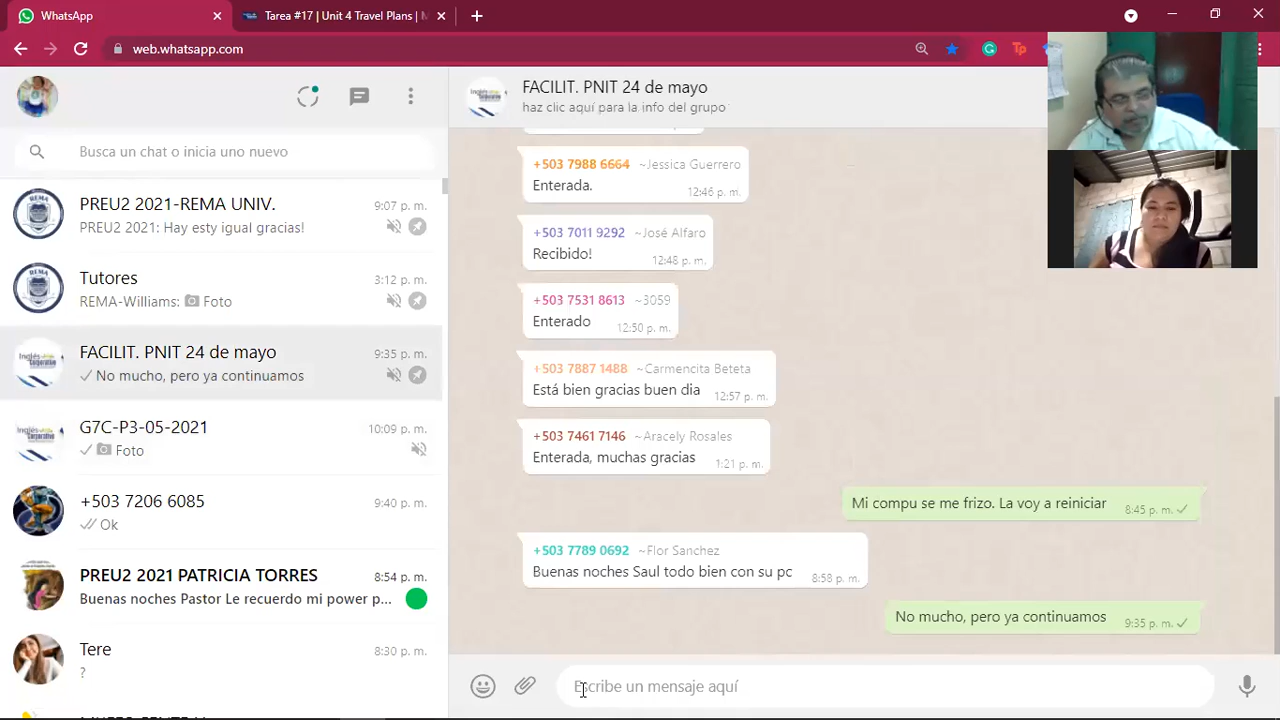 WhatsApp
Tarea #17 | Unit 4 Travel Plans |
web.whatsapp.com
Tp
FACILIT. PNIT 24 de mayo
haz clic aquí para la info del grupo
Busca un chat o inicia uno nuevo
PREU2 2021-REMA UNIV. 9:07 p. m.
PREU2 2021: Hay esty igual gracias!
Tutores 3:12 p. m.
REMA-Williams: Foto
FACILIT. PNIT 24 de mayo 9:35 p. m.
No mucho, pero ya continuamos
G7C-P3-05-2021 10:09 p. m.
Foto
+503 7206 6085 9:40 p. m.
Ok
PREU2 2021 PATRICIA TORRES 8:54 p. m.
Buenas noches Pastor Le recuerdo mi power p...
Tere 8:30 p. m.
?
+503 7988 6664 ~Jessica Guerrero
Enterada. 12:46 p. m.
+503 7011 9292 ~José Alfaro
Recibido! 12:48 p. m.
+503 7531 8613 ~3059
Enterado 12:50 p. m.
+503 7887 1488 ~Carmencita Beteta
Está bien gracias buen dia 12:57 p. m.
+503 7461 7146 ~Aracely Rosales
Enterada, muchas gracias 1:21 p. m.
Mi compu se me frizo. La voy a reiniciar 8:45 p. m.
+503 7789 0692 ~Flor Sanchez
Buenas noches Saul todo bien con su pc 8:58 p. m.
No mucho, pero ya continuamos 9:35 p. m.
Escribe un mensaje aquí